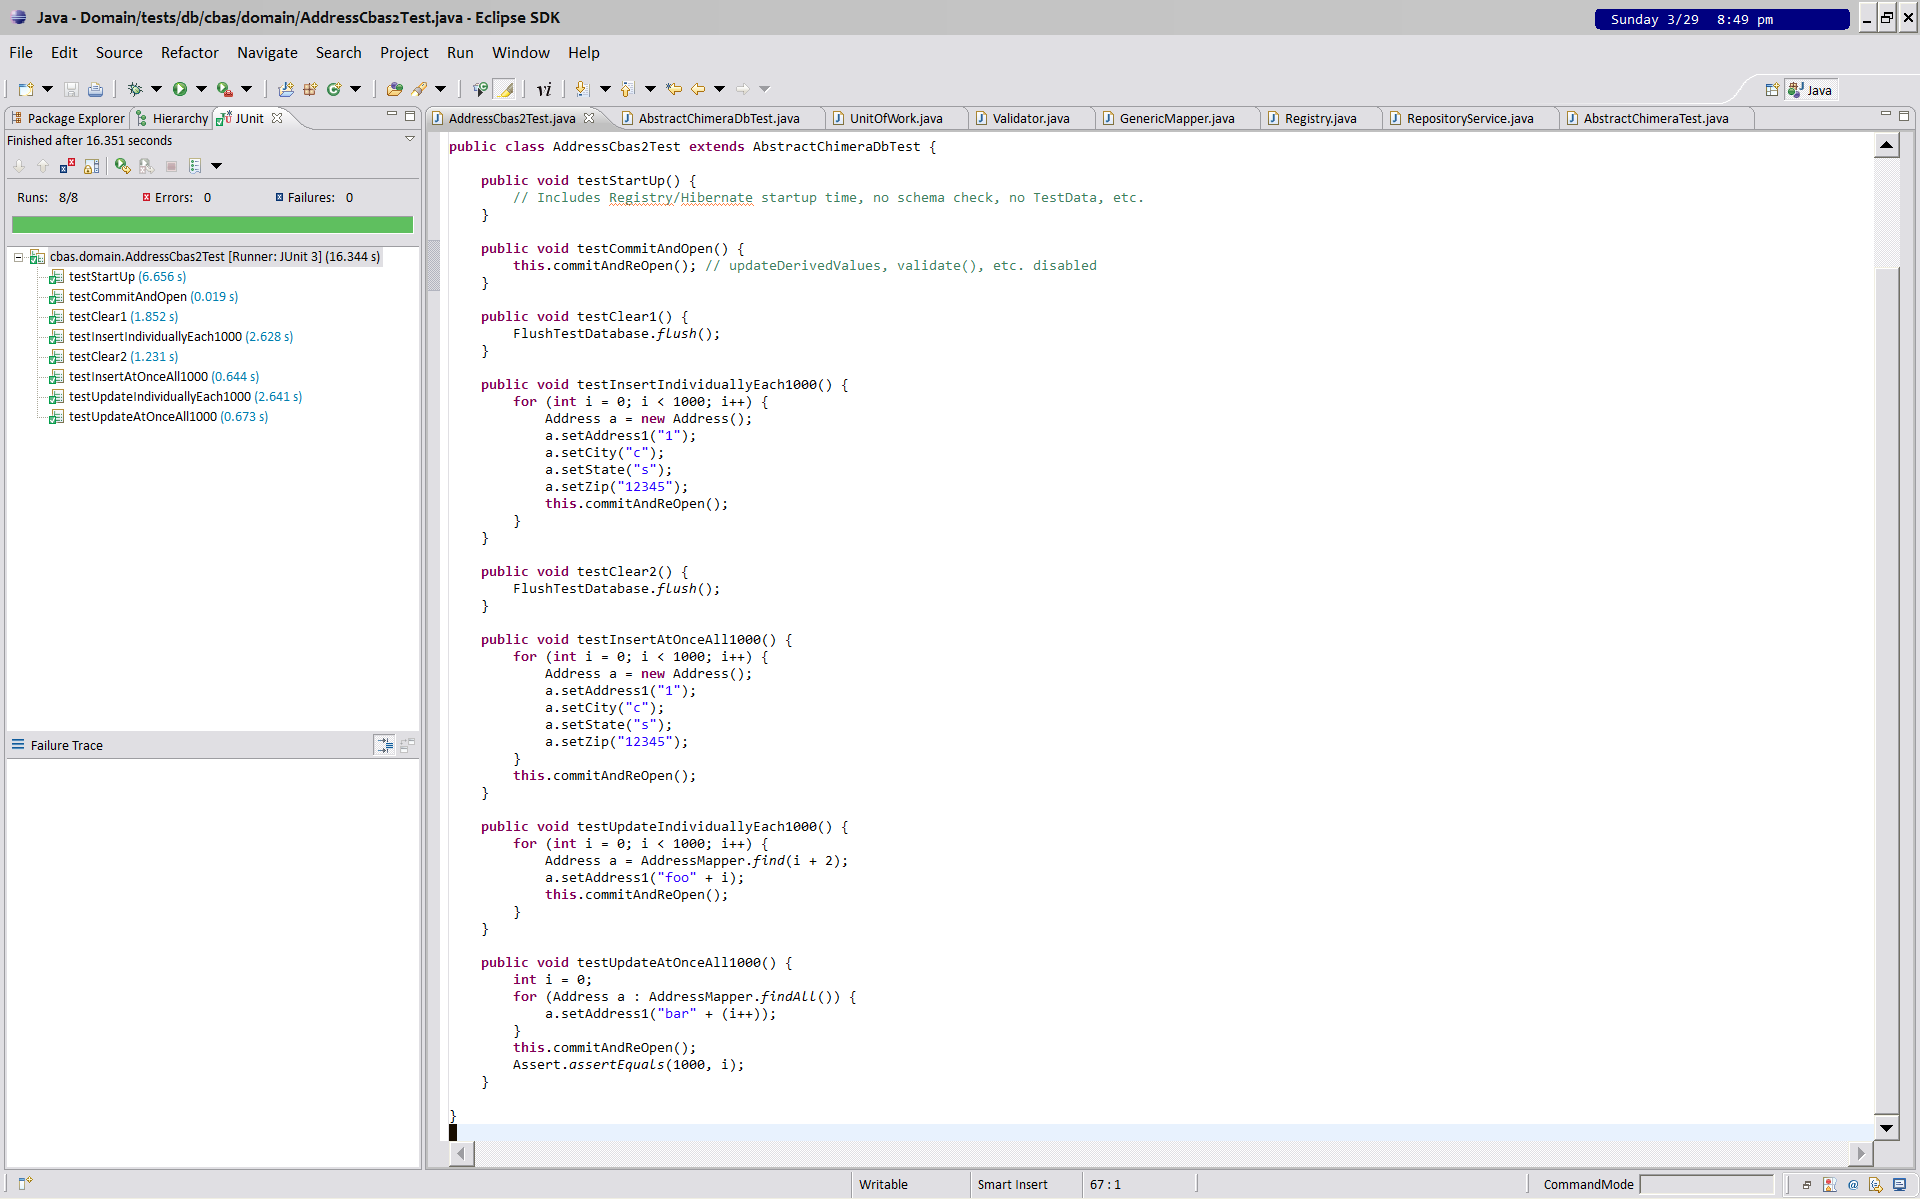 Java - Domain/tests/db/cbas/domain/AddressCbas2Test.java - Eclipse SDK
Sunday 3/29 8:49 pm
File Edit Source Refactor Navigate Search Project Run Window Help
Java
Package Explorer Hierarchy JUnit
AddressCbas2Test.java AbstractChimeraDbTest.java UnitOfWork.java Validator.java GenericMapper.java Registry.java RepositoryService.java AbstractChimeraTest.java
Finished after 16.351 seconds
Runs: 8/8 Errors: 0 Failures: 0
cbas.domain.AddressCbas2Test [Runner: JUnit 3] (16.344 s)
testStartUp (6.656 s)
testCommitAndOpen (0.019 s)
testClear1 (1.852 s)
testInsertIndividuallyEach1000 (2.628 s)
testClear2 (1.231 s)
testInsertAtOnceAll1000 (0.644 s)
testUpdateIndividuallyEach1000 (2.641 s)
testUpdateAtOnceAll1000 (0.673 s)
Failure Trace
public class AddressCbas2Test extends AbstractChimeraDbTest {
public void testStartUp() {
// Includes Registry/Hibernate startup time, no schema check, no TestData, etc.
}
public void testCommitAndOpen() {
this.commitAndReOpen(); // updateDerivedValues, validate(), etc. disabled
}
public void testClear1() {
FlushTestDatabase.flush();
}
public void testInsertIndividuallyEach1000() {
for (int i = 0; i < 1000; i++) {
Address a = new Address();
a.setAddress1("1");
a.setCity("c");
a.setState("s");
a.setZip("12345");
this.commitAndReOpen();
}
}
public void testClear2() {
FlushTestDatabase.flush();
}
public void testInsertAtOnceAll1000() {
for (int i = 0; i < 1000; i++) {
Address a = new Address();
a.setAddress1("1");
a.setCity("c");
a.setState("s");
a.setZip("12345");
}
this.commitAndReOpen();
}
public void testUpdateIndividuallyEach1000() {
for (int i = 0; i < 1000; i++) {
Address a = AddressMapper.find(i + 2);
a.setAddress1("foo" + i);
this.commitAndReOpen();
}
}
public void testUpdateAtOnceAll1000() {
int i = 0;
for (Address a : AddressMapper.findAll()) {
a.setAddress1("bar" + (i++));
}
this.commitAndReOpen();
Assert.assertEquals(1000, i);
}
}
Writable Smart Insert 67 : 1 CommandMode